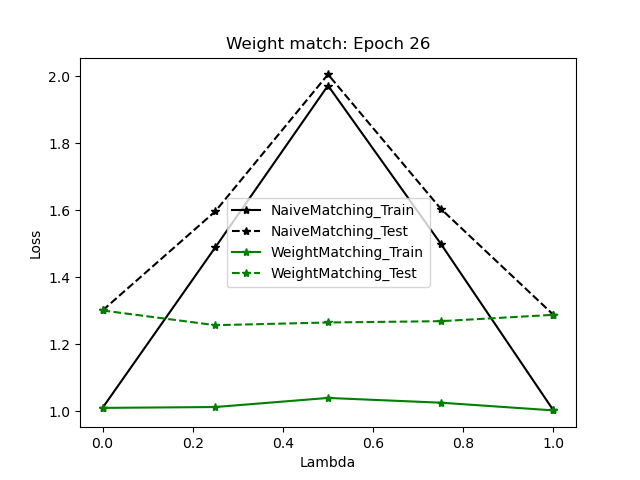 Weight match: Epoch 26
Loss
2.0
1.8
1.6
1.4
1.2
1.0
NaiveMatching_Train
NaiveMatching_Test
WeightMatching_Train
WeightMatching_Test
0.0 0.2 0.4 0.6 0.8 1.0
Lambda